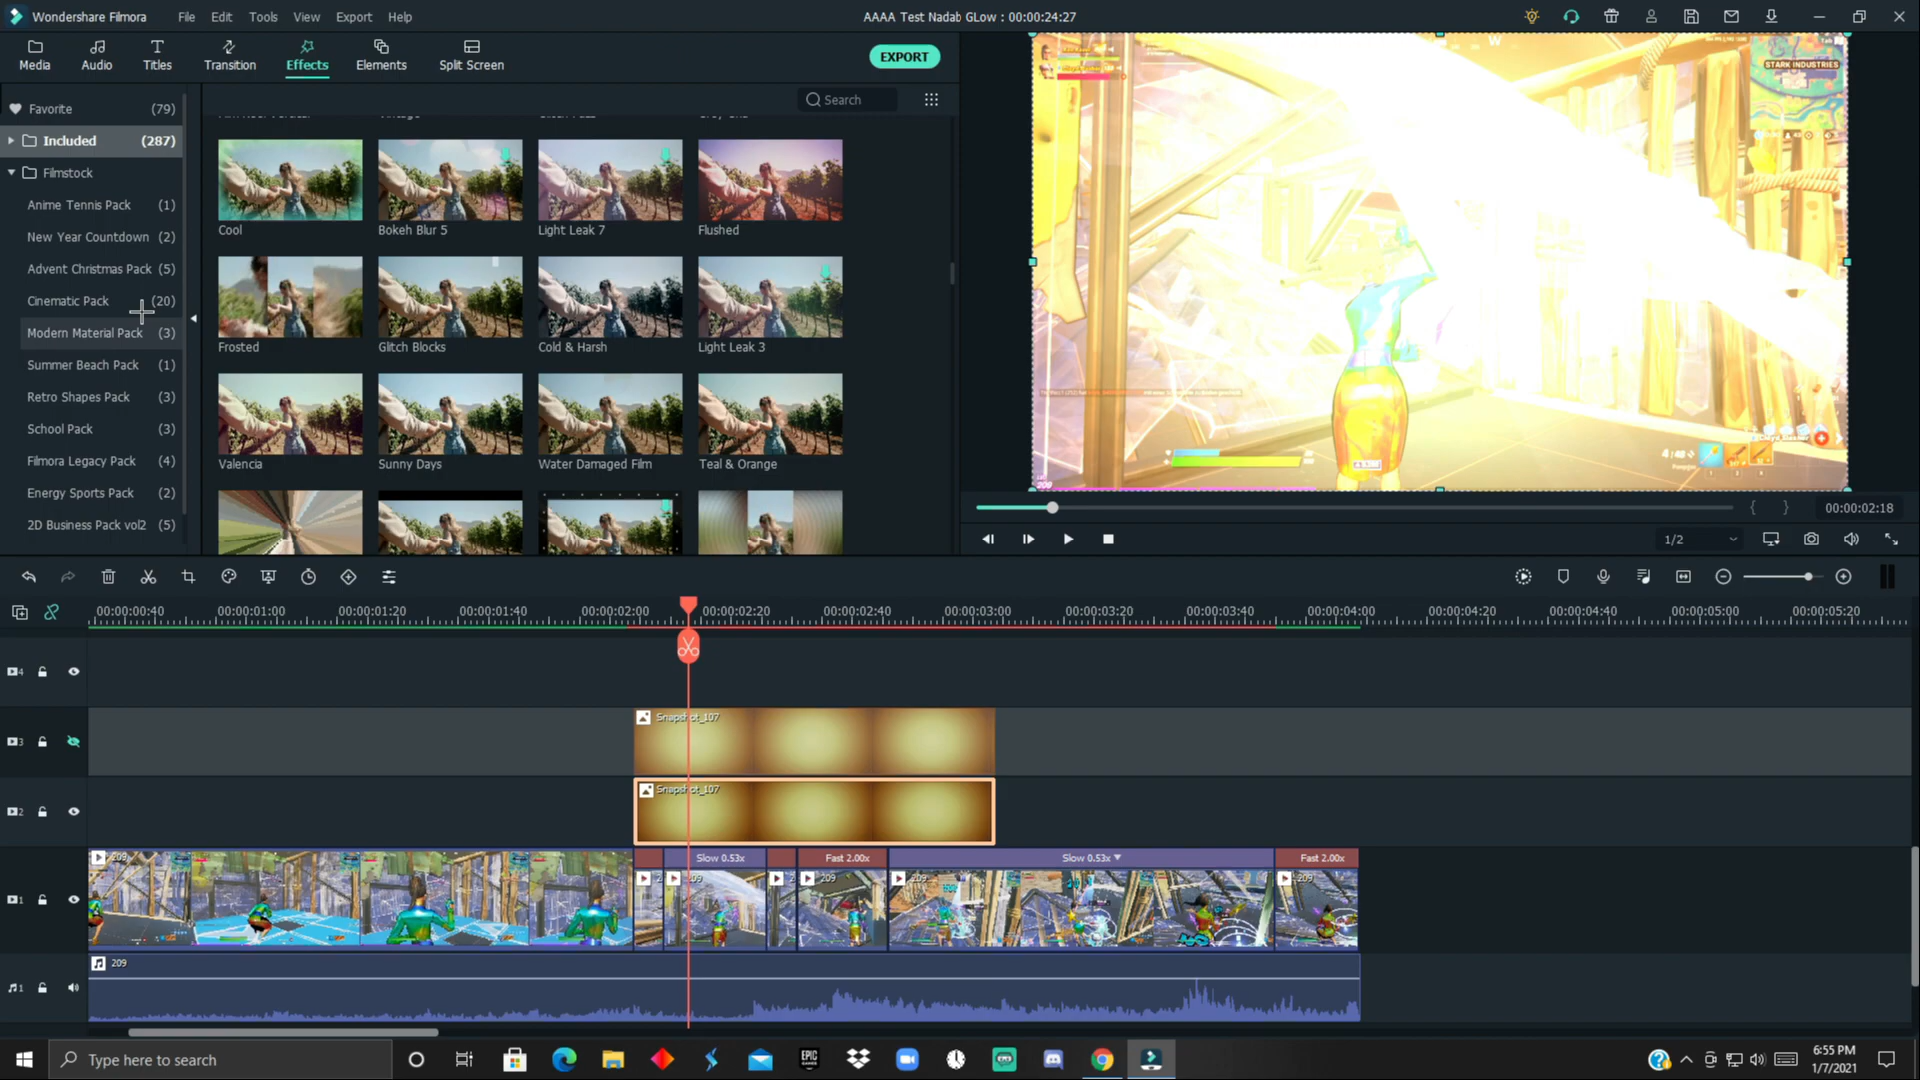 Wondershare Filmora
File Edit Tools View Export Help
AAAA Test Nadab GLow : 00:00:24:27
Media
Audio
Titles
Transition
Effects
Elements
Split Screen
EXPORT
Search
Favorite (79)
Included (287)
Filmstock
Anime Tennis Pack (1)
New Year Countdown (2)
Advent Christmas Pack (5)
Cinematic Pack (20)
Modern Material Pack (3)
Summer Beach Pack (1)
Retro Shapes Pack (3)
School Pack (3)
Filmora Legacy Pack (4)
Energy Sports Pack (2)
2D Business Pack vol2 (5)
Cool
Bokeh Blur 5
Light Leak 7
Flushed
Frosted
Glitch Blocks
Cold & Harsh
Light Leak 3
Valencia
Sunny Days
Water Damaged Film
Teal & Orange
W
Tab
STARK INDUSTRIES
209
00:00:02:18
1/2
00:00:00:40 00:00:01:00 00:00:01:20 00:00:01:40 00:00:02:00 00:00:02:20 00:00:02:40 00:00:03:00 00:00:03:20 00:00:03:40 00:00:04:00 00:00:04:20 00:00:04:40 00:00:05:00 00:00:05:20
4
3
Snapshot_107
2
Snapshot_107
Slow 0.53x
Fast 2.00x
Slow 0.53x
Fast 2.00x
209
2
209
2
209
209
209
1
209
1
Type here to search
EPIC GAMES
6:55 PM
1/7/2021